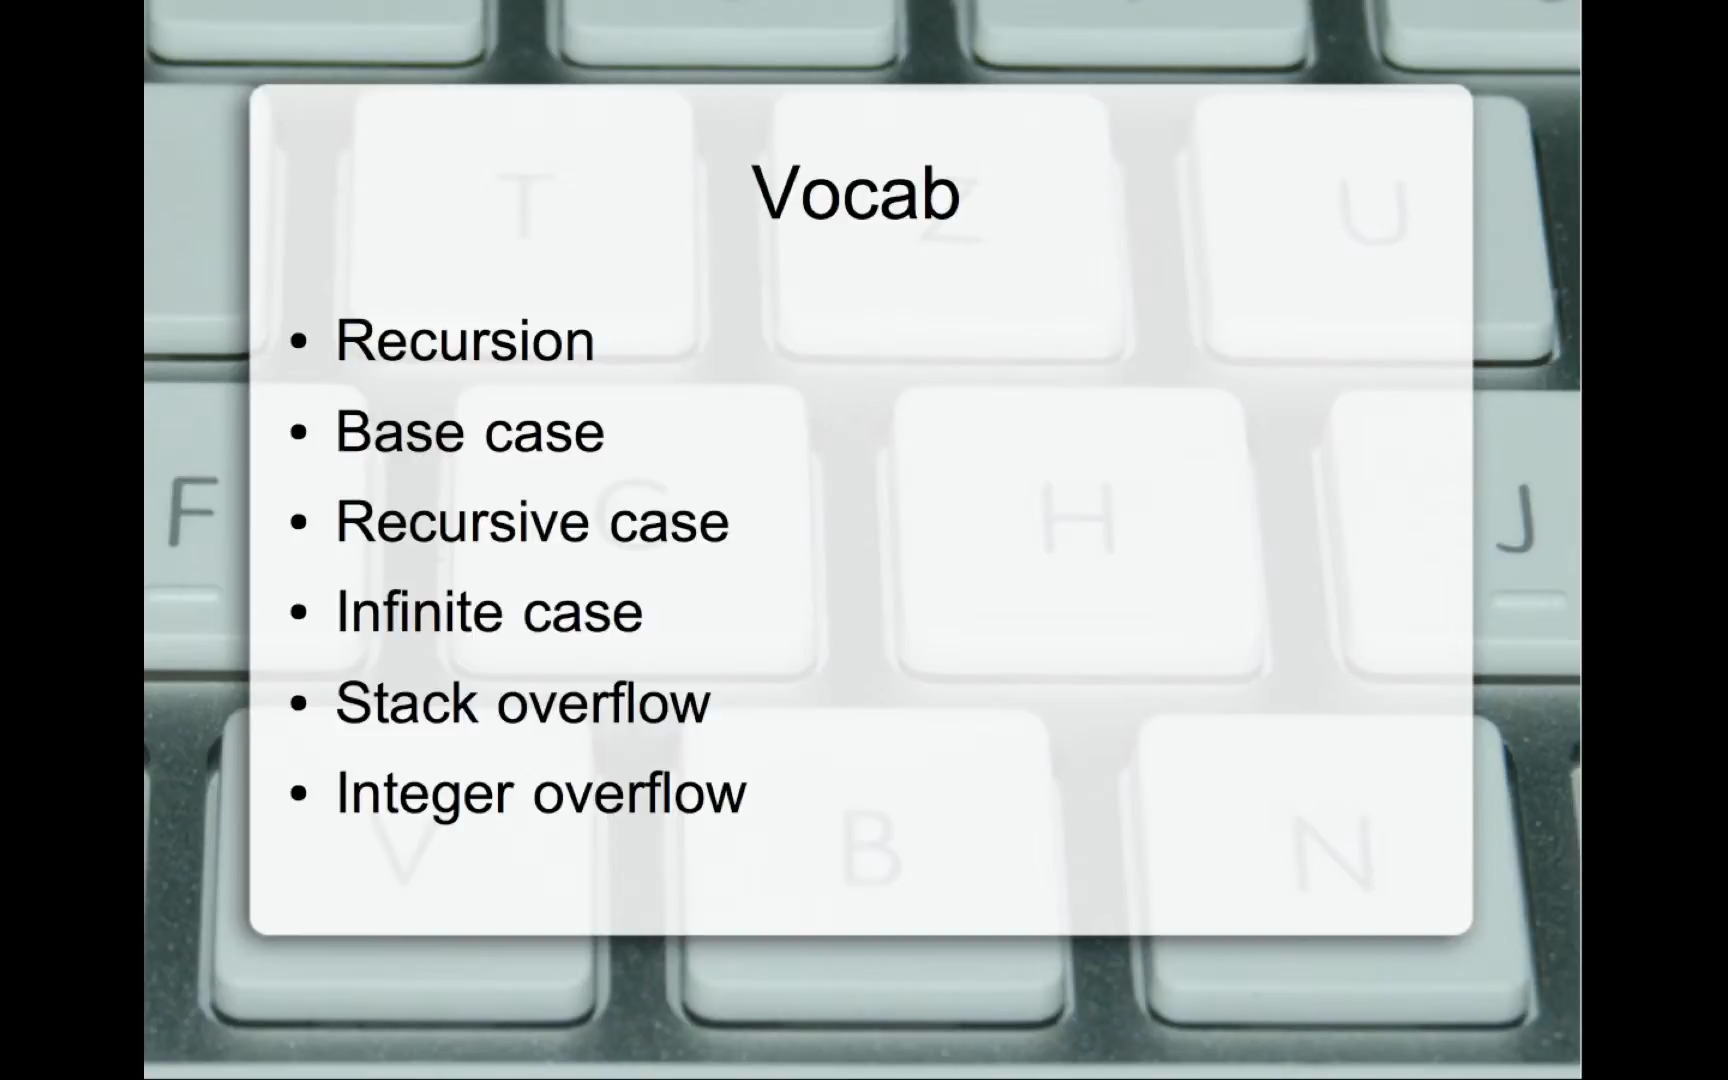 Vocab
• Recursion
• Base case
• Recursive case
• Infinite case
• Stack overflow
• Integer overflow
T Z U
F G H J
V B N